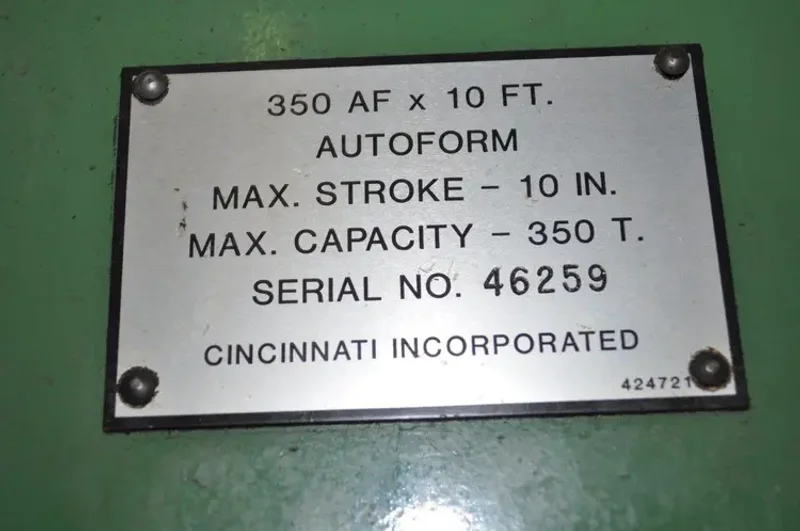 350 AF x 10 FT.
AUTOFORM
MAX. STROKE - 10 IN.
MAX. CAPACITY - 350 T.
SERIAL NO. 46259
CINCINNATI INCORPORATED
424721